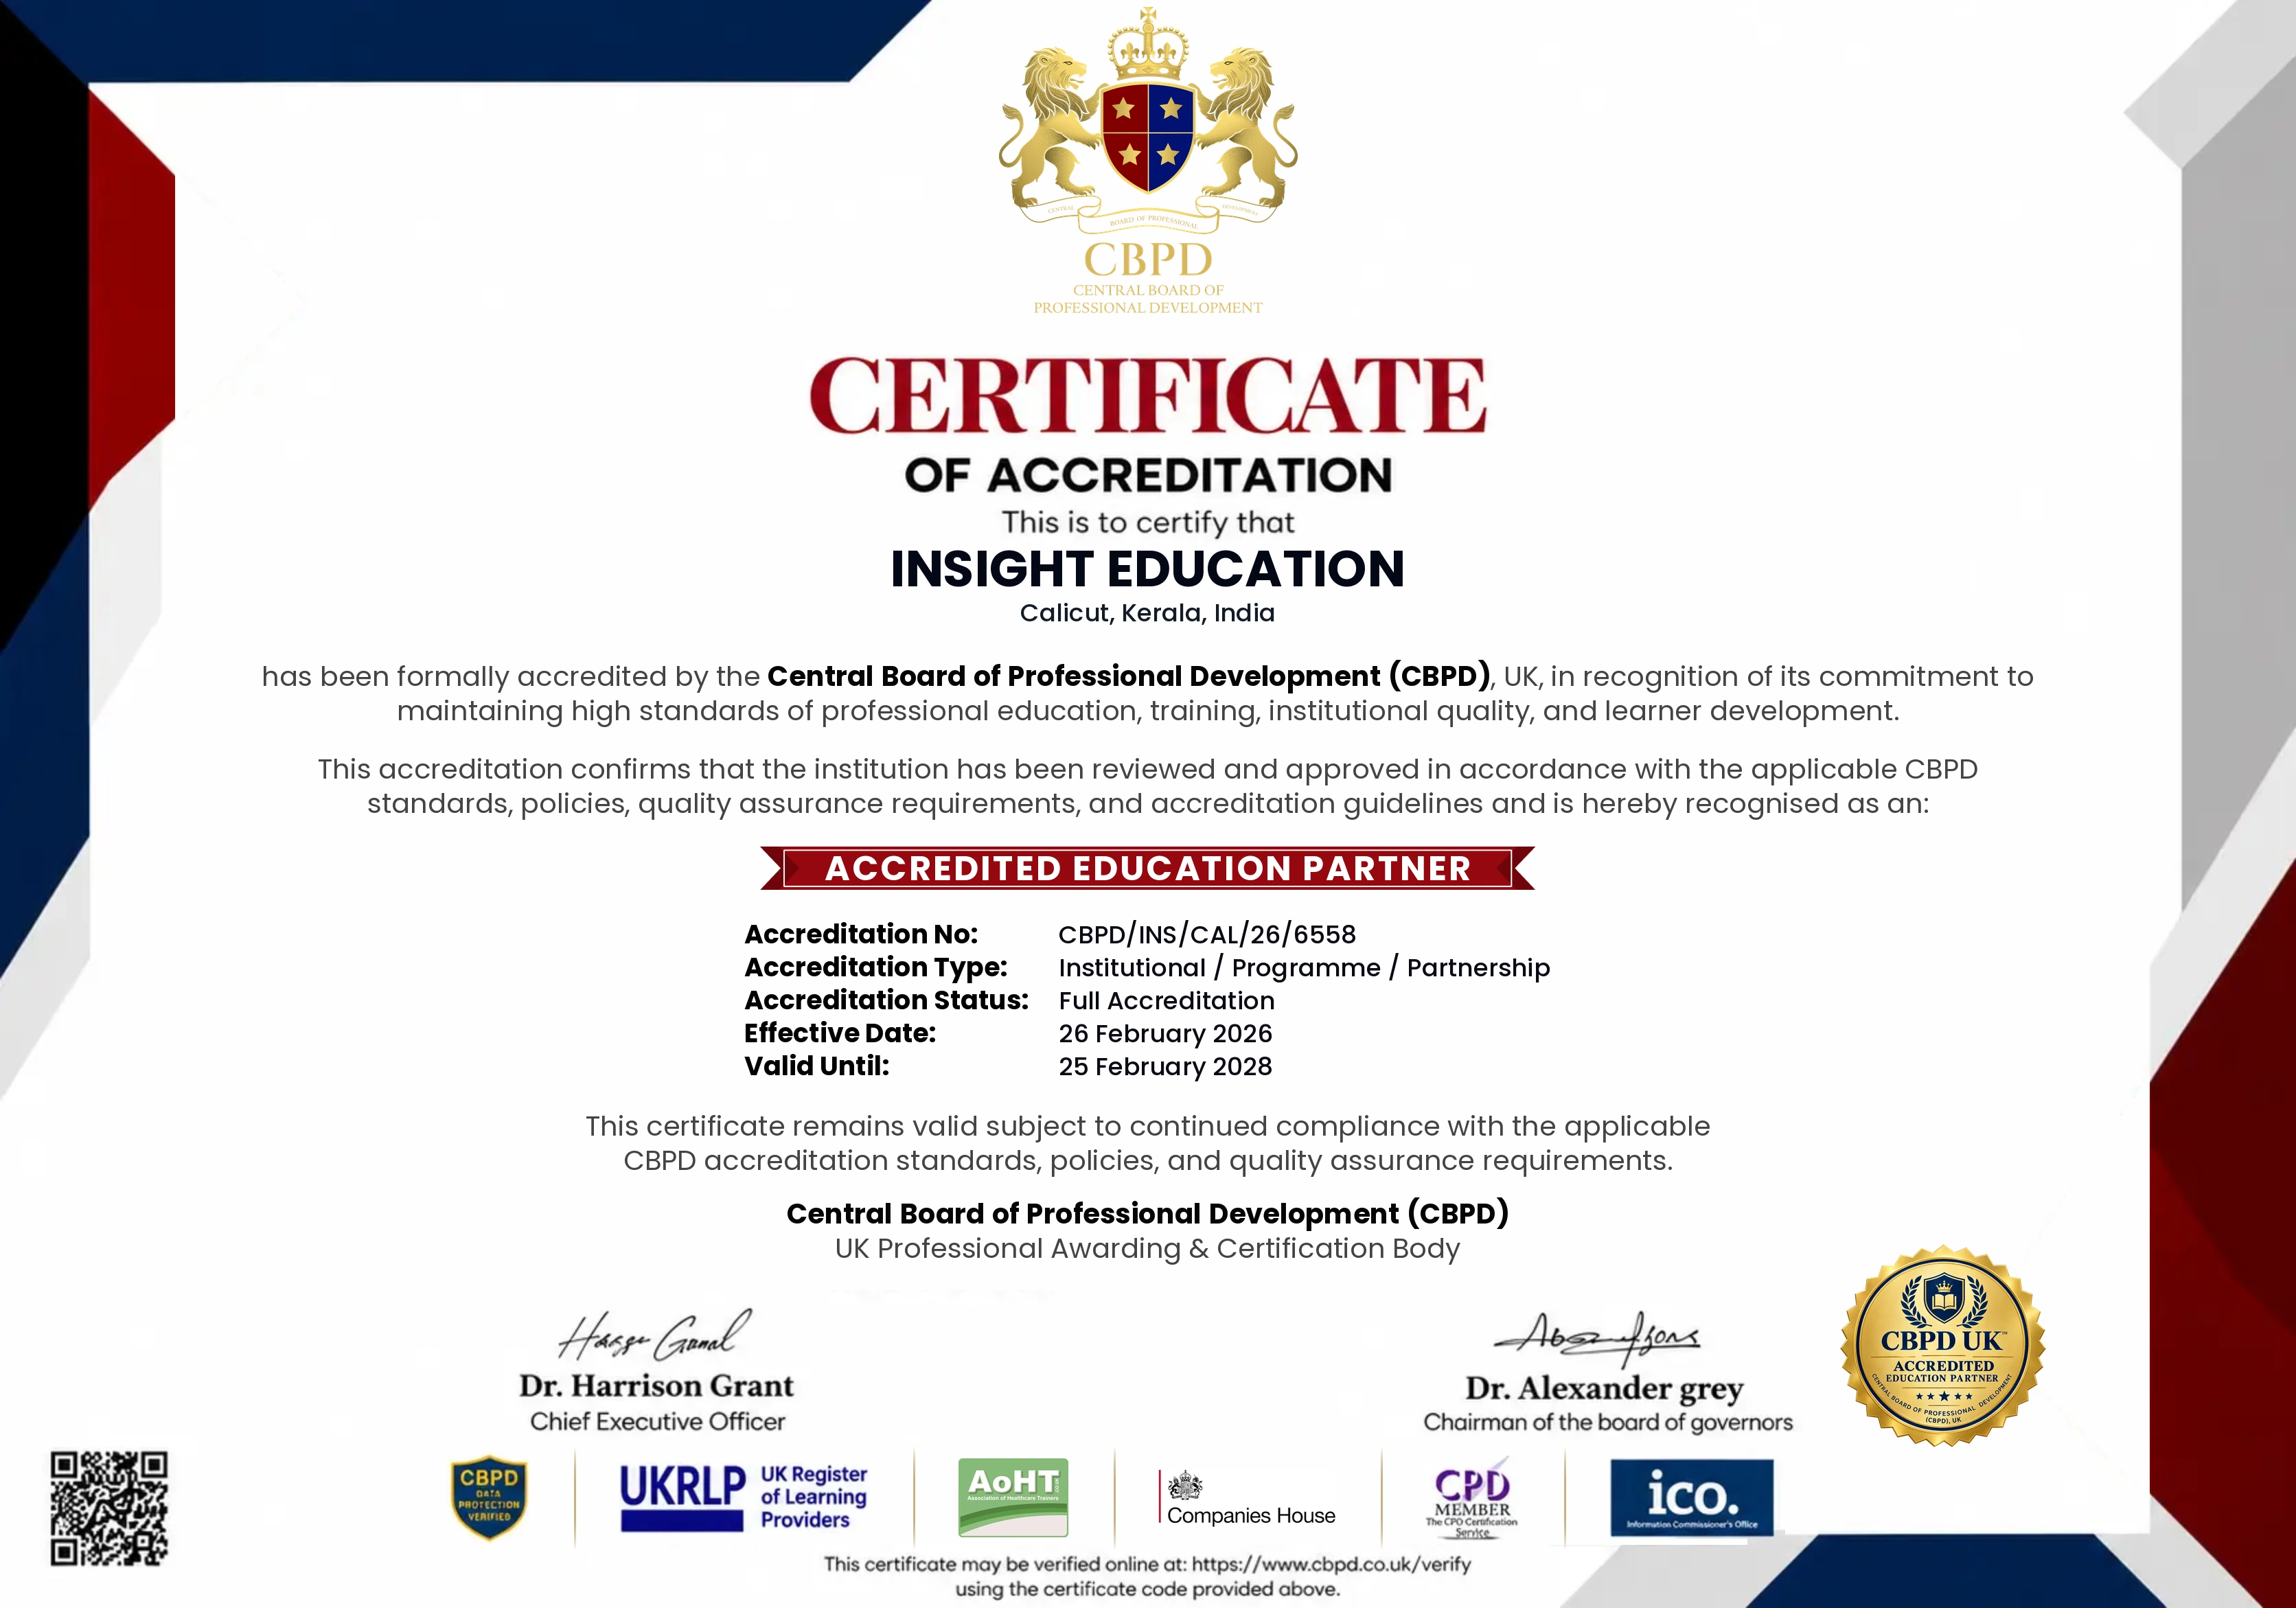 CENTRAL BOARD OF PROFESSIONAL DEVELOPMENT
CBPD
CENTRAL BOARD OF
PROFESSIONAL DEVELOPMENT
CERTIFICATE
OF ACCREDITATION
This is to certify that
INSIGHT EDUCATION
Calicut, Kerala, India
has been formally accredited by the Central Board of Professional Development (CBPD), UK, in recognition of its commitment to
maintaining high standards of professional education, training, institutional quality, and learner development.
This accreditation confirms that the institution has been reviewed and approved in accordance with the applicable CBPD
standards, policies, quality assurance requirements, and accreditation guidelines and is hereby recognised as an:
ACCREDITED EDUCATION PARTNER
Accreditation No: CBPD/INS/CAL/26/6558
Accreditation Type: Institutional / Programme / Partnership
Accreditation Status: Full Accreditation
Effective Date: 26 February 2026
Valid Until: 25 February 2028
This certificate remains valid subject to continued compliance with the applicable
CBPD accreditation standards, policies, and quality assurance requirements.
Central Board of Professional Development (CBPD)
UK Professional Awarding & Certification Body
Dr. Harrison Grant
Chief Executive Officer
Dr. Alexander grey
Chairman of the board of governors
CBPD UK™
ACCREDITED
EDUCATION PARTNER
CENTRAL BOARD OF PROFESSIONAL DEVELOPMENT
(CBPD), UK
CBPD
DATA
PROTECTION
VERIFIED
UKRLP
UK Register
of Learning
Providers
AoHT
Association of Healthcare Trainers
Companies House
CPD
MEMBER
The CPD Certification
Service
ico.
Information Commissioner's Office
This certificate may be verified online at: https://www.cbpd.co.uk/verify
using the certificate code provided above.